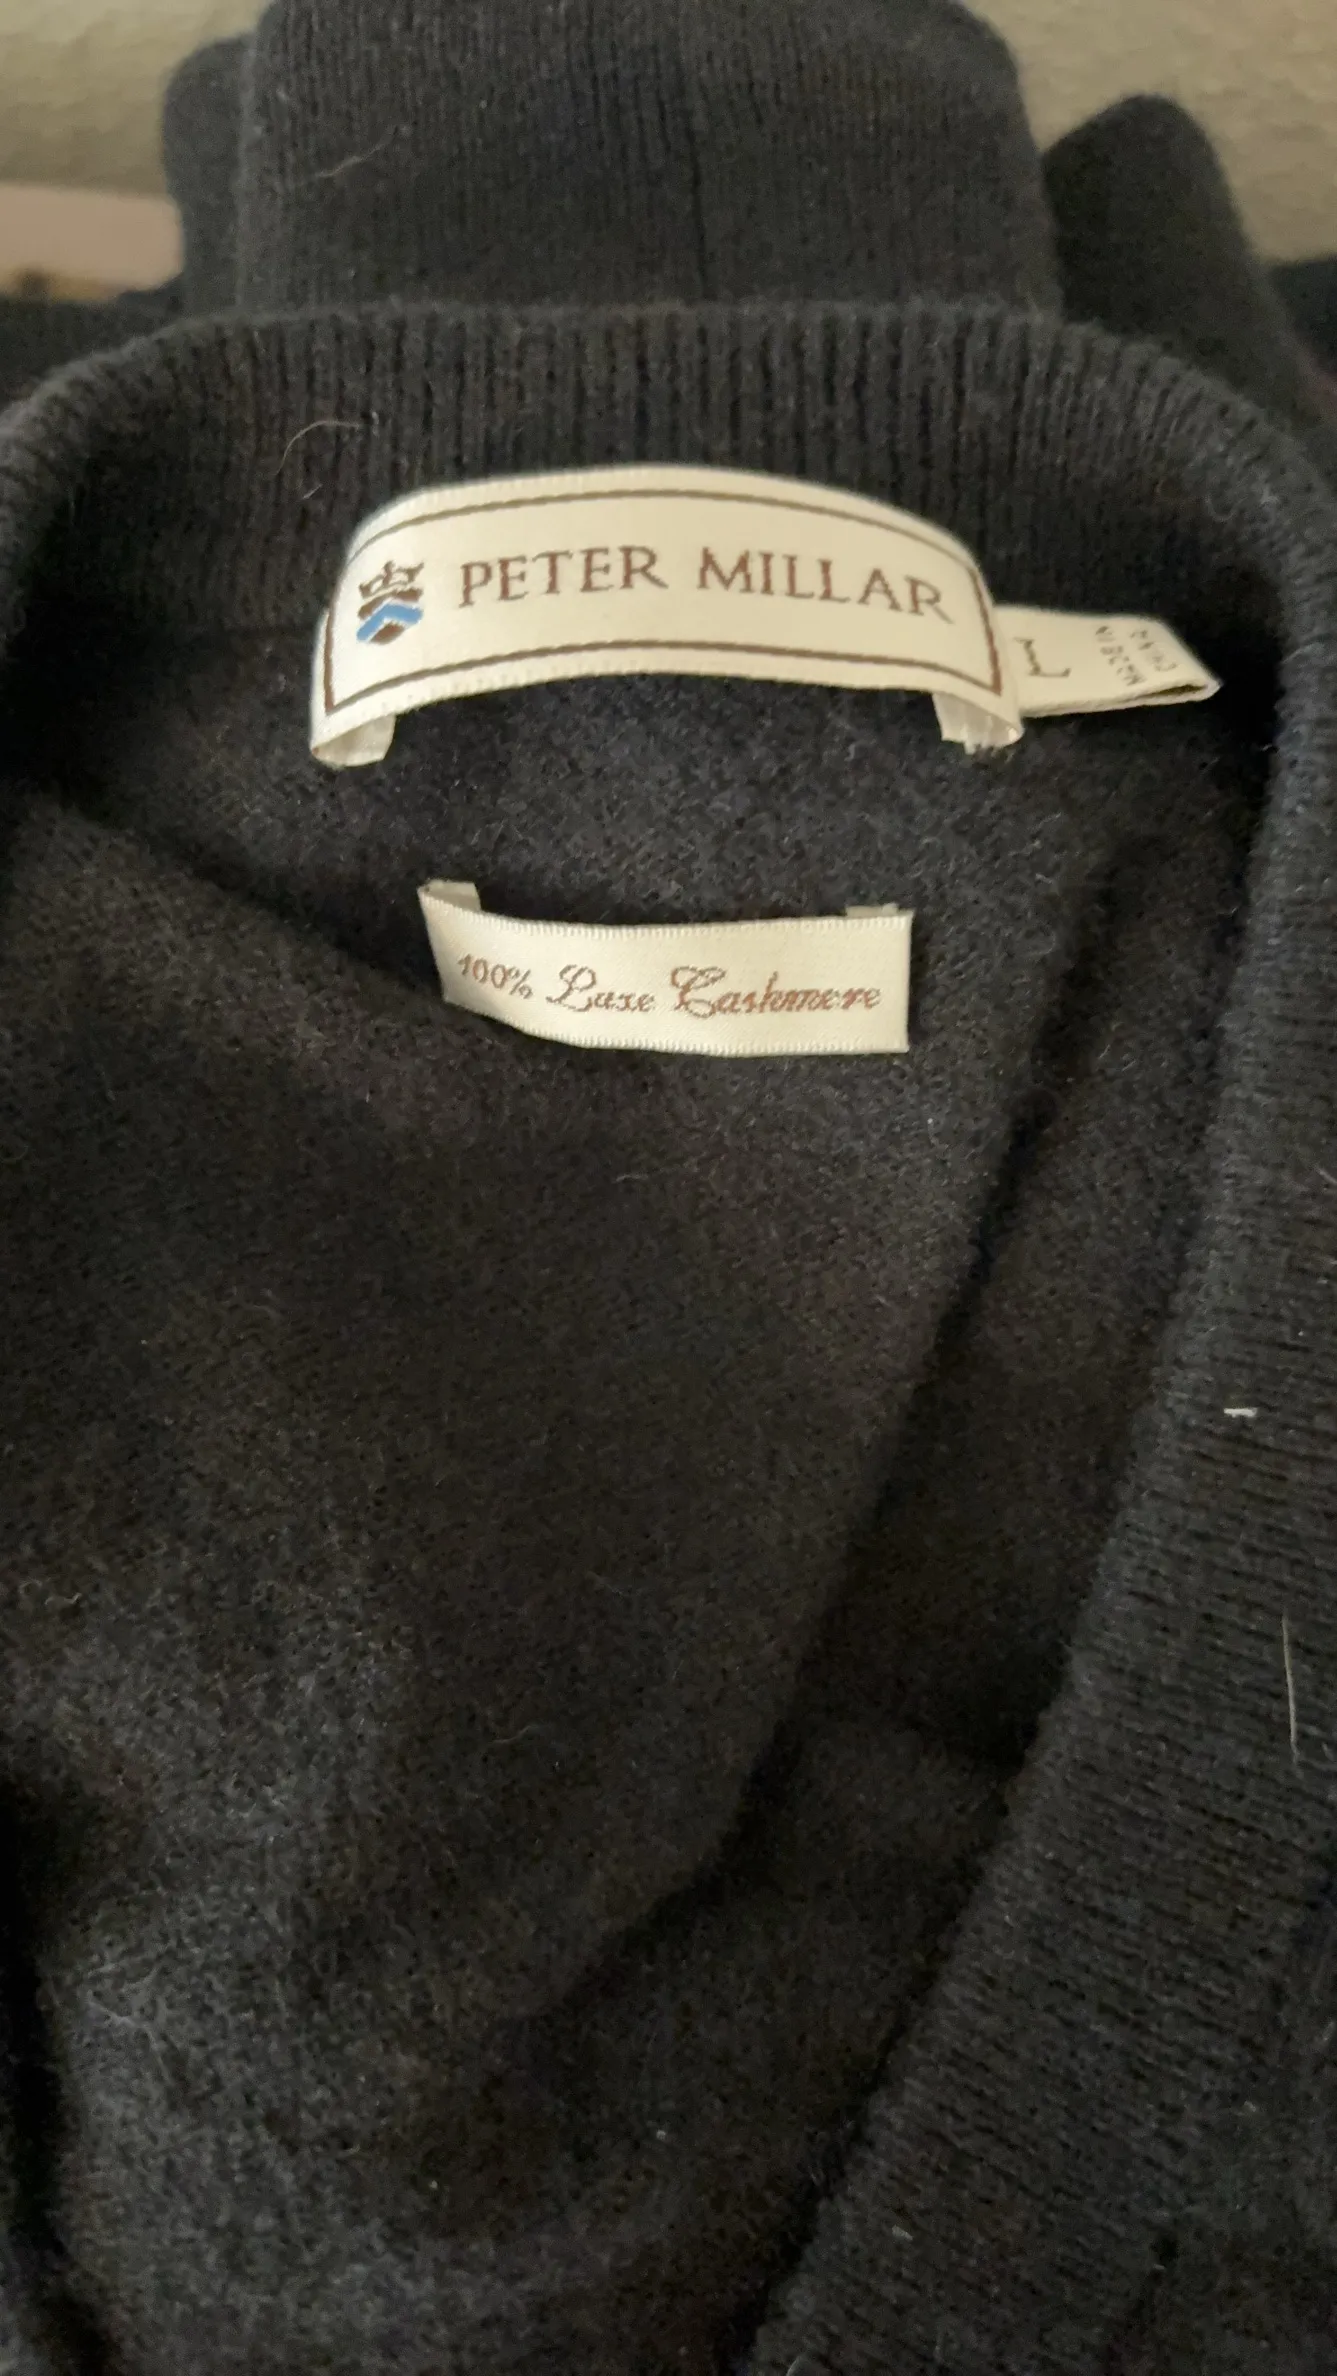 PETER MILLAR
L
MADE IN
CHINA
100% Luxe Cashmere